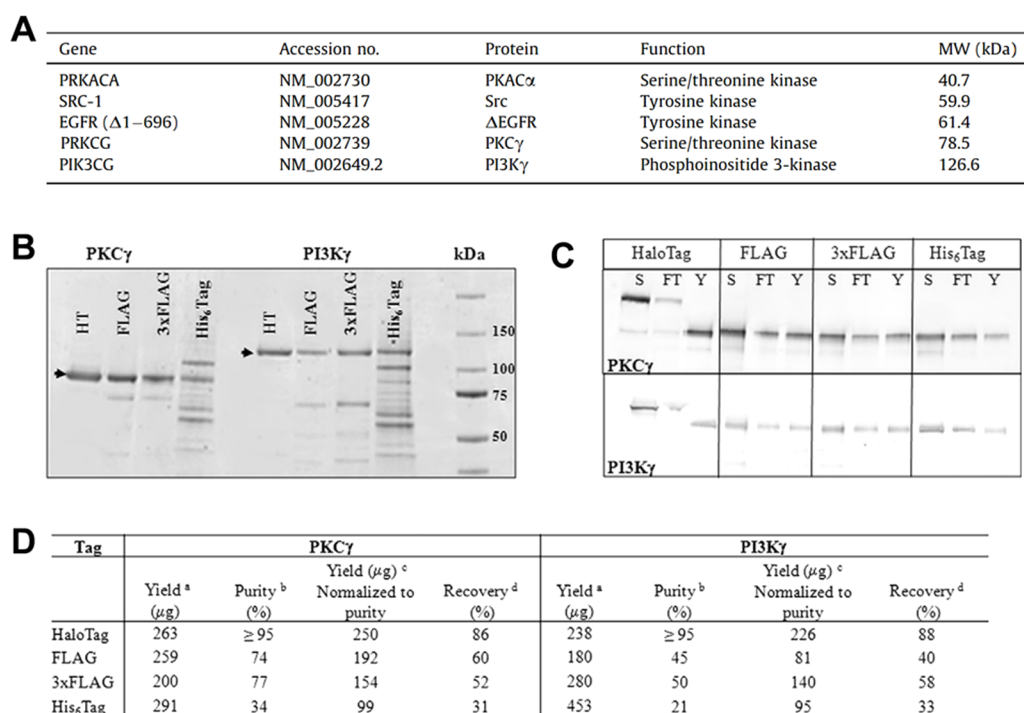 A
Gene Accession no. Protein Function MW (kDa)
PRKACA NM_002730 PKACα Serine/threonine kinase 40.7
SRC-1 NM_005417 Src Tyrosine kinase 59.9
EGFR (Δ1–696) NM_005228 ΔEGFR Tyrosine kinase 61.4
PRKCG NM_002739 PKCγ Serine/threonine kinase 78.5
PIK3CG NM_002649.2 PI3Kγ Phosphoinositide 3-kinase 126.6
B
PKCγ PI3Kγ kDa
HT FLAG 3xFLAG His₆Tag HT FLAG 3xFLAG His₆Tag
150
100
75
50
C
HaloTag FLAG 3xFLAG His₆Tag
S FT Y S FT Y S FT Y S FT Y
PKCγ
PI3Kγ
D
Tag PKCγ PI3Kγ
Yield (μg) ᶜ Yield (μg) ᶜ
Yield ᵃ Purity ᵇ Normalized to Recovery ᵈ Yield ᵃ Purity ᵇ Normalized to Recovery ᵈ
(μg) (%) purity (%) (μg) (%) purity (%)
HaloTag 263 ≧95 250 86 238 ≧95 226 88
FLAG 259 74 192 60 180 45 81 40
3xFLAG 200 77 154 52 280 50 140 58
His₆Tag 291 34 99 31 453 21 95 33